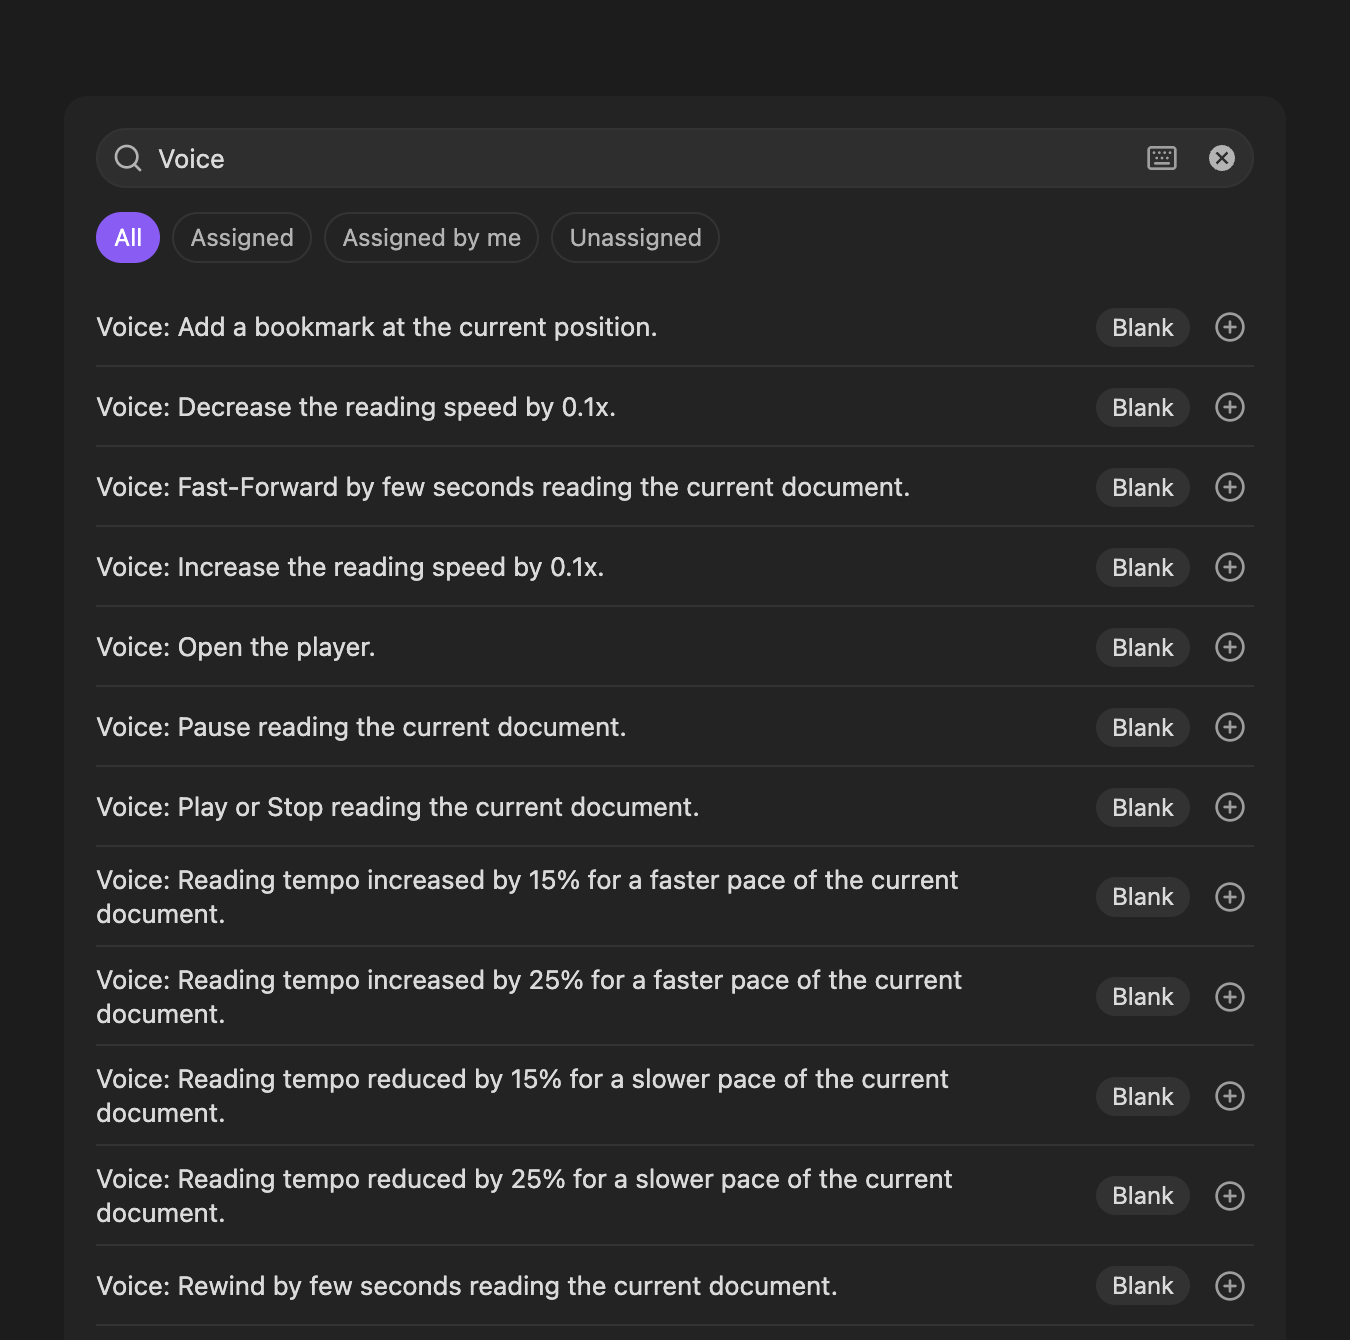 Voice
All Assigned Assigned by me Unassigned
Voice: Add a bookmark at the current position. Blank
Voice: Decrease the reading speed by 0.1x. Blank
Voice: Fast-Forward by few seconds reading the current document. Blank
Voice: Increase the reading speed by 0.1x. Blank
Voice: Open the player. Blank
Voice: Pause reading the current document. Blank
Voice: Play or Stop reading the current document. Blank
Voice: Reading tempo increased by 15% for a faster pace of the current
document.
Blank
Voice: Reading tempo increased by 25% for a faster pace of the current
document.
Blank
Voice: Reading tempo reduced by 15% for a slower pace of the current
document.
Blank
Voice: Reading tempo reduced by 25% for a slower pace of the current
document.
Blank
Voice: Rewind by few seconds reading the current document. Blank